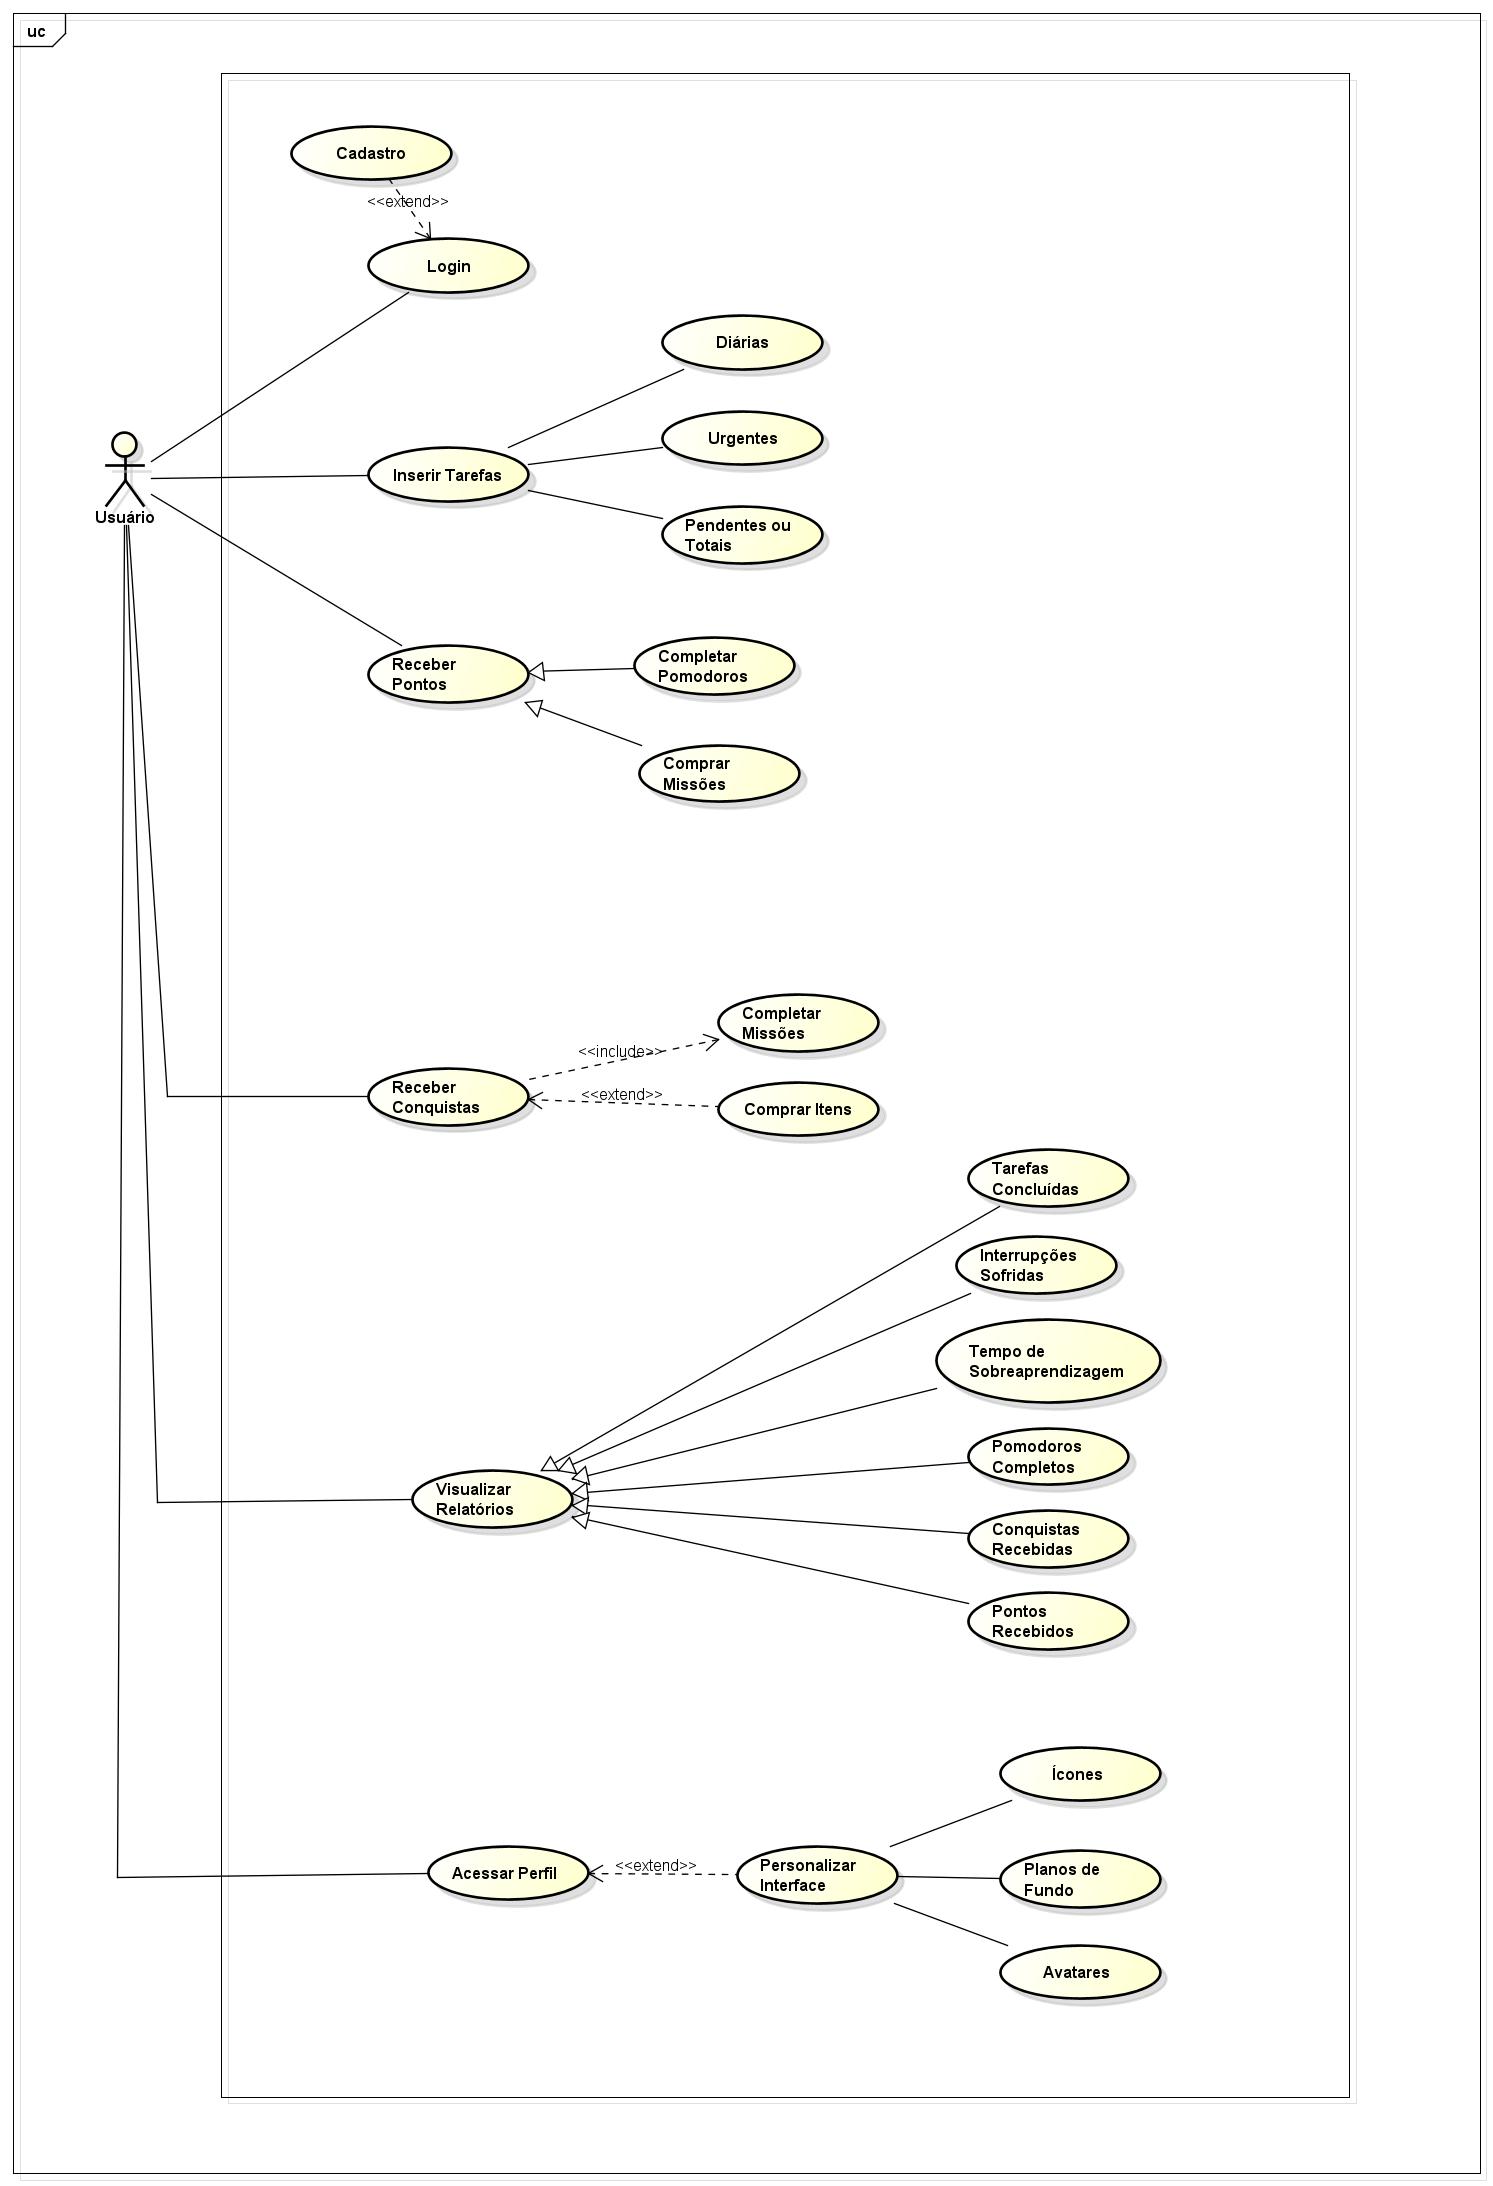 uc
Cadastro
<<extend>>
Login
Diárias
Urgentes
Inserir Tarefas
Usuário
Pendentes ou
Totais
Receber
Pontos
Completar
Pomodoros
Comprar
Missões
Completar
Missões
<<include>>
Receber
Conquistas
<<extend>>
Comprar Itens
Tarefas
Concluídas
Interrupções
Sofridas
Tempo de
Sobreaprendizagem
Pomodoros
Completos
Visualizar
Relatórios
Conquistas
Recebidas
Pontos
Recebidos
Ícones
Acessar Perfil
<<extend>>
Personalizar
Interface
Planos de
Fundo
Avatares